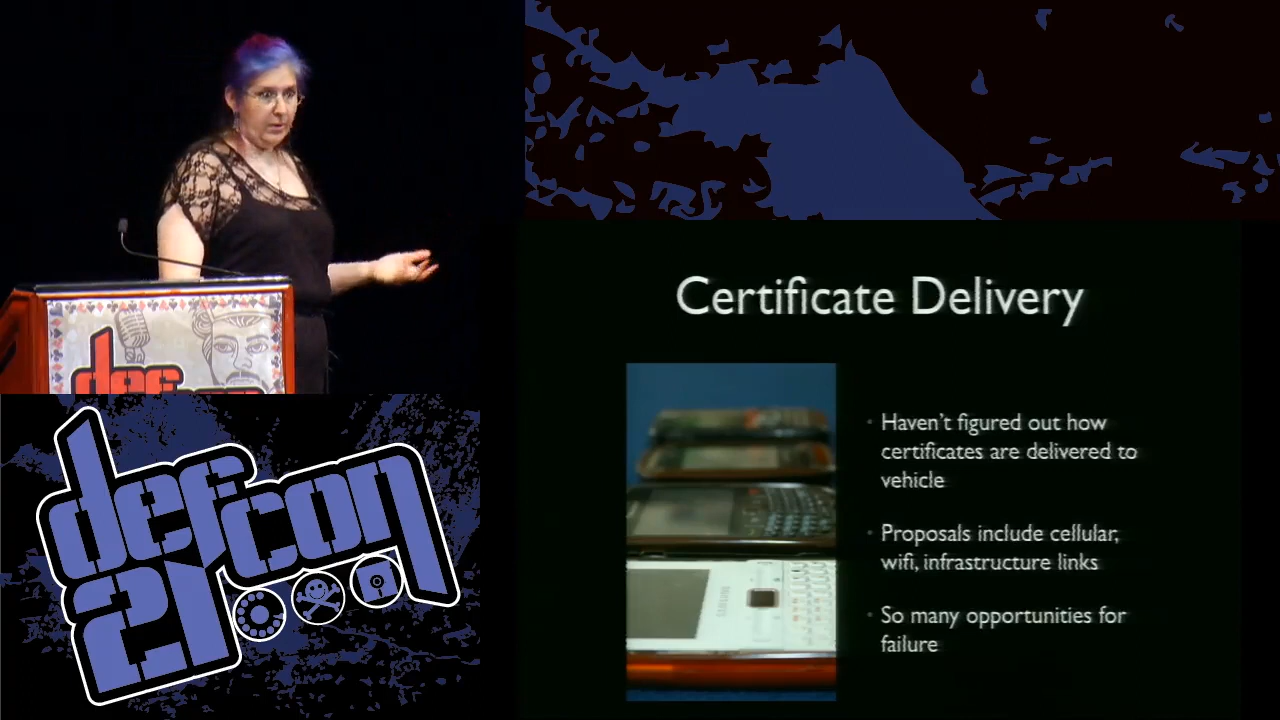 Certificate Delivery
Haven't figured out how
certificates are delivered to
vehicle
Proposals include cellular,
wifi, infrastructure links
So many opportunities for
failure
def
defcon
21